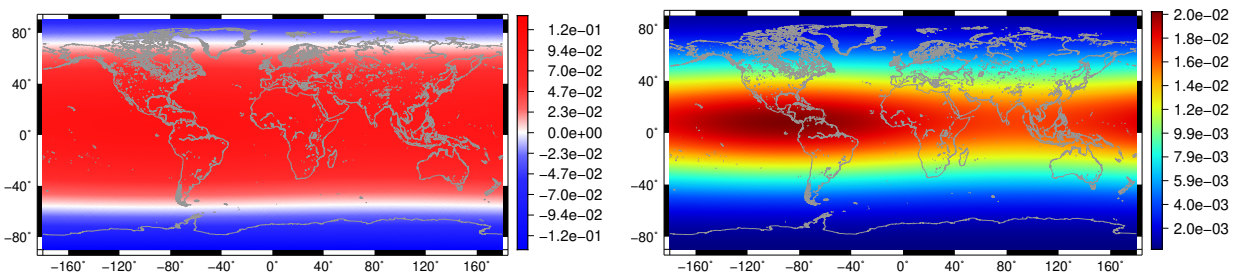 80°
40°
0°
−40°
−80°
−160° −120° −80° −40° 0° 40° 80° 120° 160°
1.2e−01
9.4e−02
7.0e−02
4.7e−02
2.3e−02
0.0e+00
−2.3e−02
−4.7e−02
−7.0e−02
−9.4e−02
−1.2e−01
80°
40°
0°
−40°
−80°
−160° −120° −80° −40° 0° 40° 80° 120° 160°
2.0e−02
1.8e−02
1.6e−02
1.4e−02
1.2e−02
9.9e−03
7.9e−03
5.9e−03
4.0e−03
2.0e−03